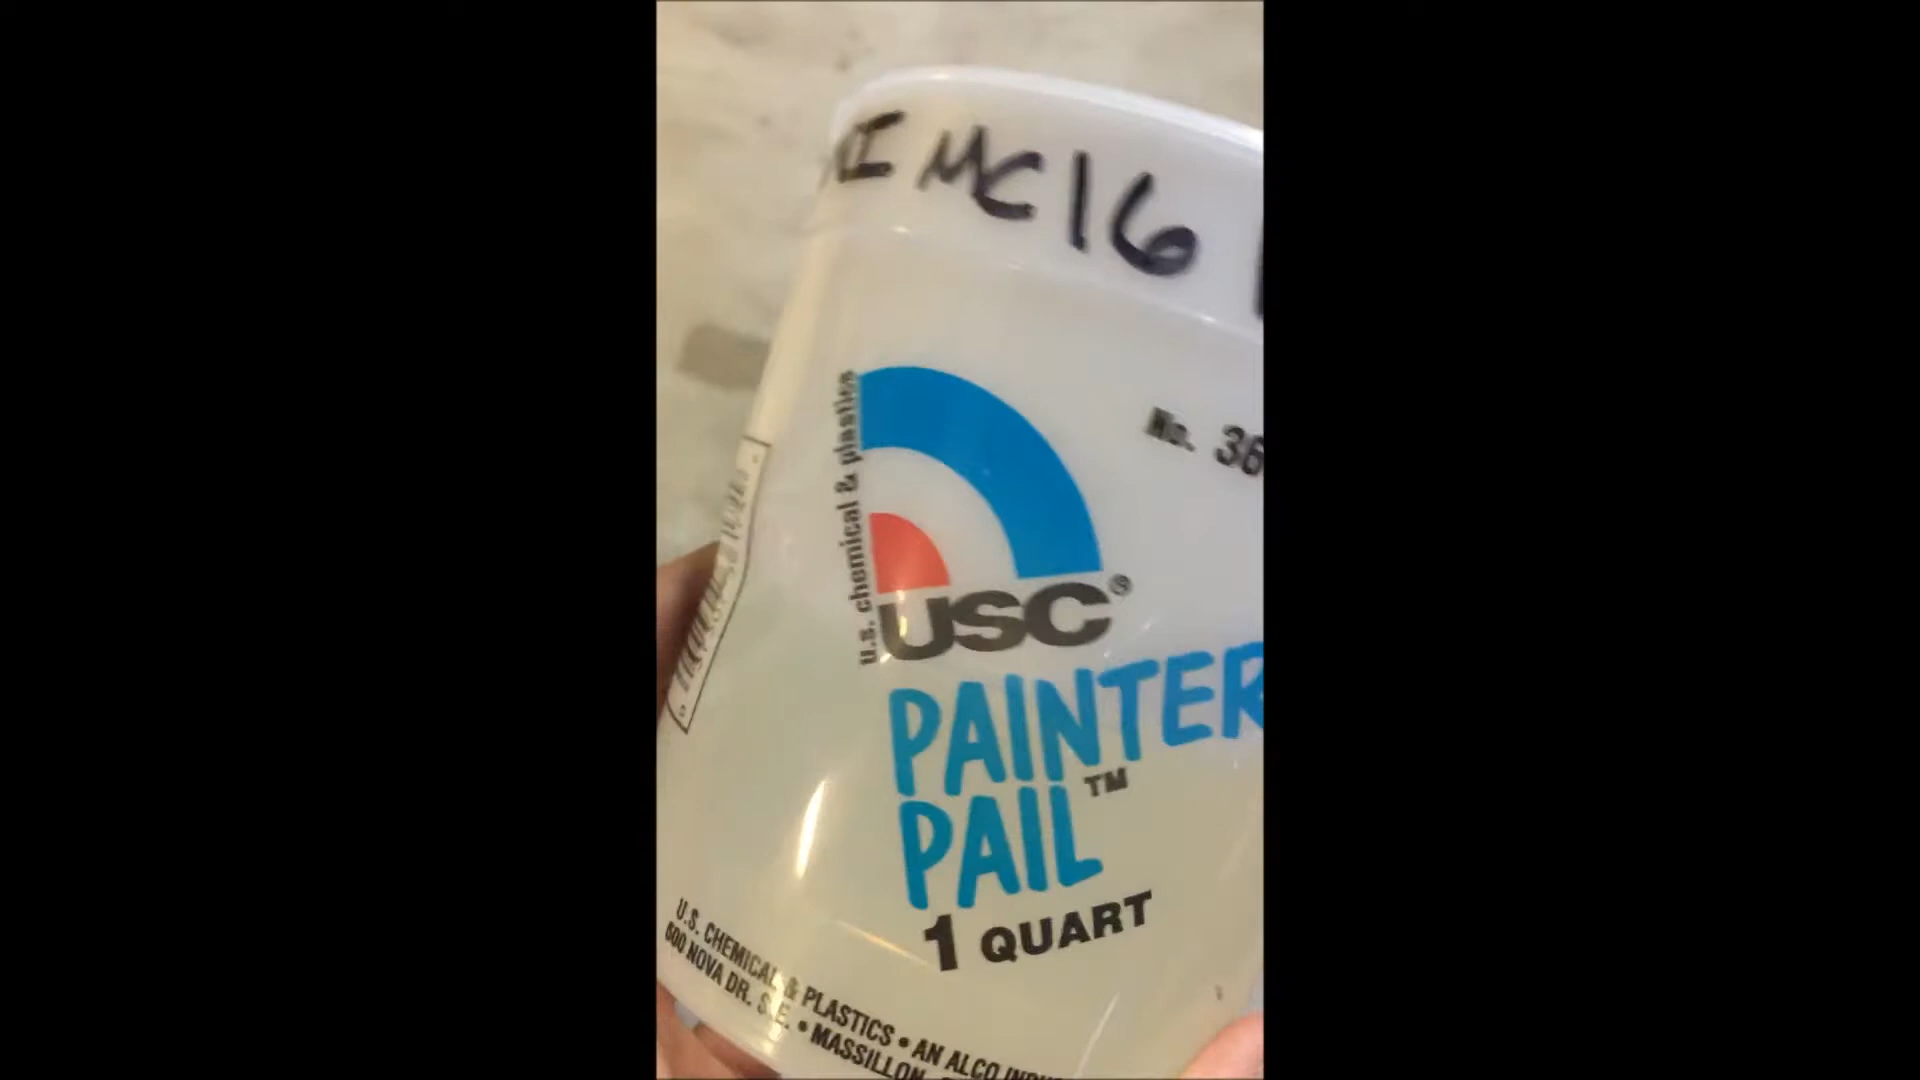 MC16
No. 36
u.s. chemical & plastics
USC®
PAINTER
PAIL™
1 QUART
U.S. CHEMICAL & PLASTICS • AN ALCO
600 NOVA DR. S.E. • MASSILLON,